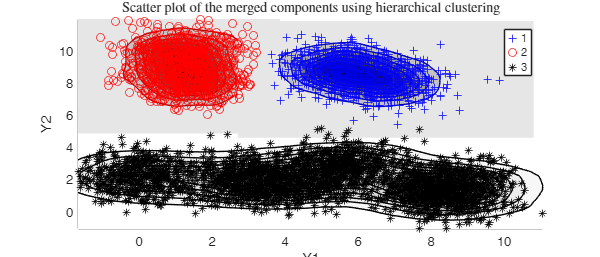 Scatter plot of the merged components using hierarchical clustering
1
2
3
10
8
6
4
2
0
Y2
0 2 4 6 8 10
Y1